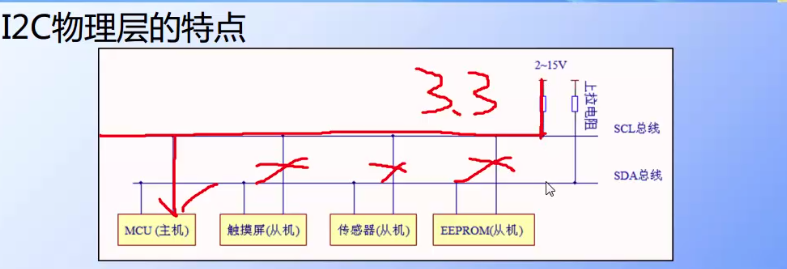 I2C物理层的特点
3.3
2~15V
上拉电阻
SCL总线
SDA总线
MCU (主机)
触摸屏(从机)
传感器(从机)
EEPROM(从机)